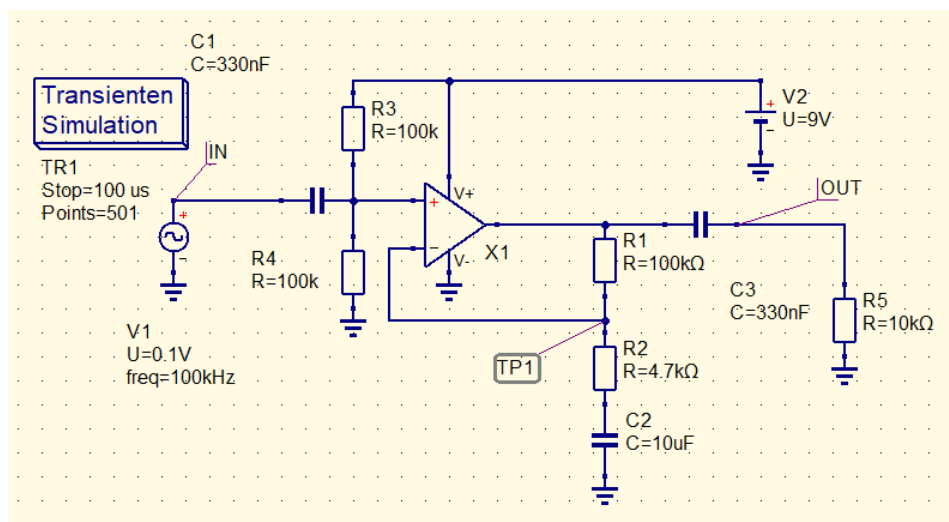 C1
C=330nF
Transienten
Simulation
TR1
Stop=100 us
Points=501
IN
R3
R=100k
V2
U=9V
+
-
+
-
V+
V-
X1
OUT
R4
R=100k
R1
R=100kΩ
C3
C=330nF
R5
R=10kΩ
V1
U=0.1V
freq=100kHz
+
-
TP1
R2
R=4.7kΩ
C2
C=10uF